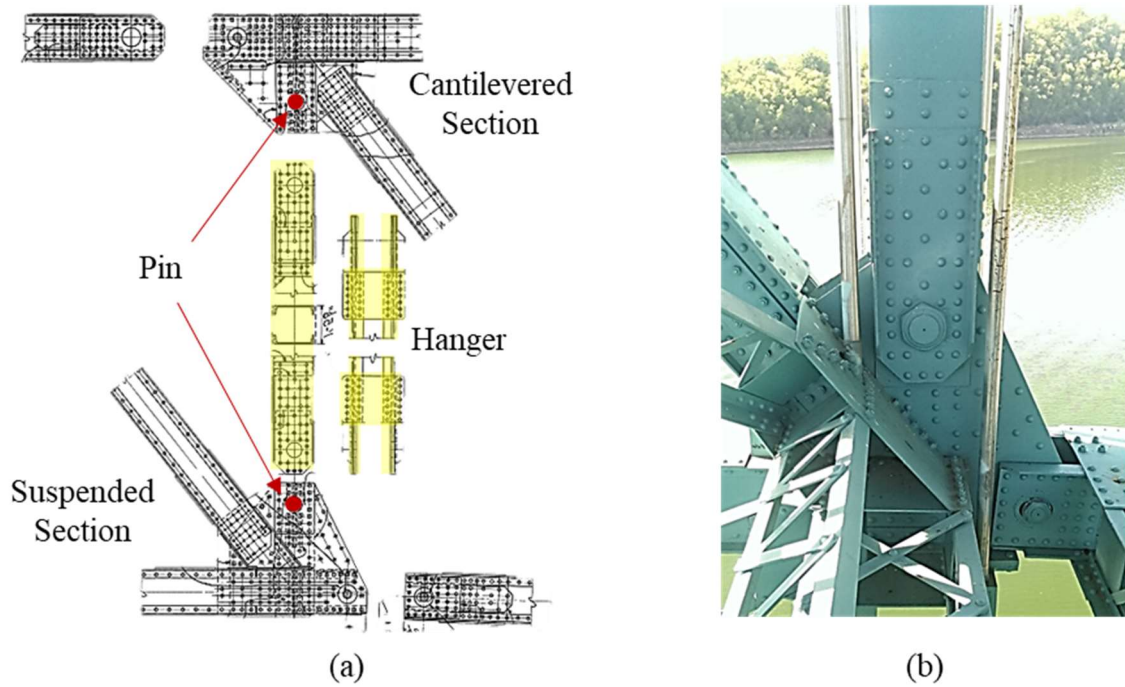 Cantilevered
Section
Pin
Hanger
Suspended
Section
(a)
(b)